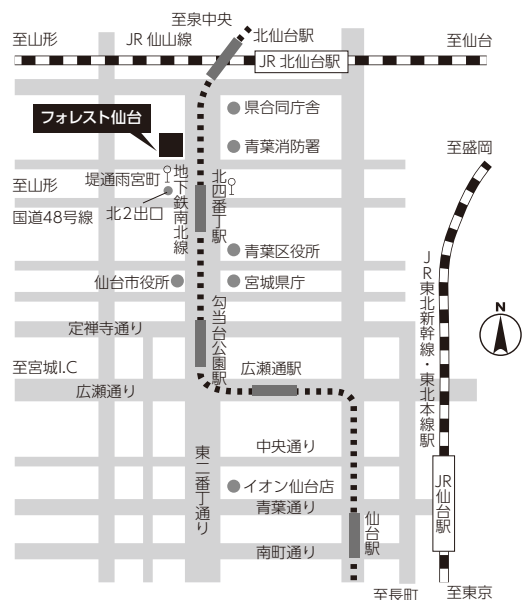 至泉中央
至山形
JR 仙山線
北仙台駅
至仙台
JR 北仙台駅
県合同庁舎
フォレスト仙台
青葉消防署
至盛岡
堤通雨宮町
地下鉄南北線
北四番丁駅
至山形
国道48号線
北2出口
青葉区役所
仙台市役所
宮城県庁
JR東北新幹線・東北本線駅
N
定禅寺通り
勾当台公園駅
至宮城I.C
広瀬通駅
広瀬通り
中央通り
東二番丁通り
イオン仙台店
青葉通り
JR仙台駅
仙台駅
南町通り
至長町
至東京